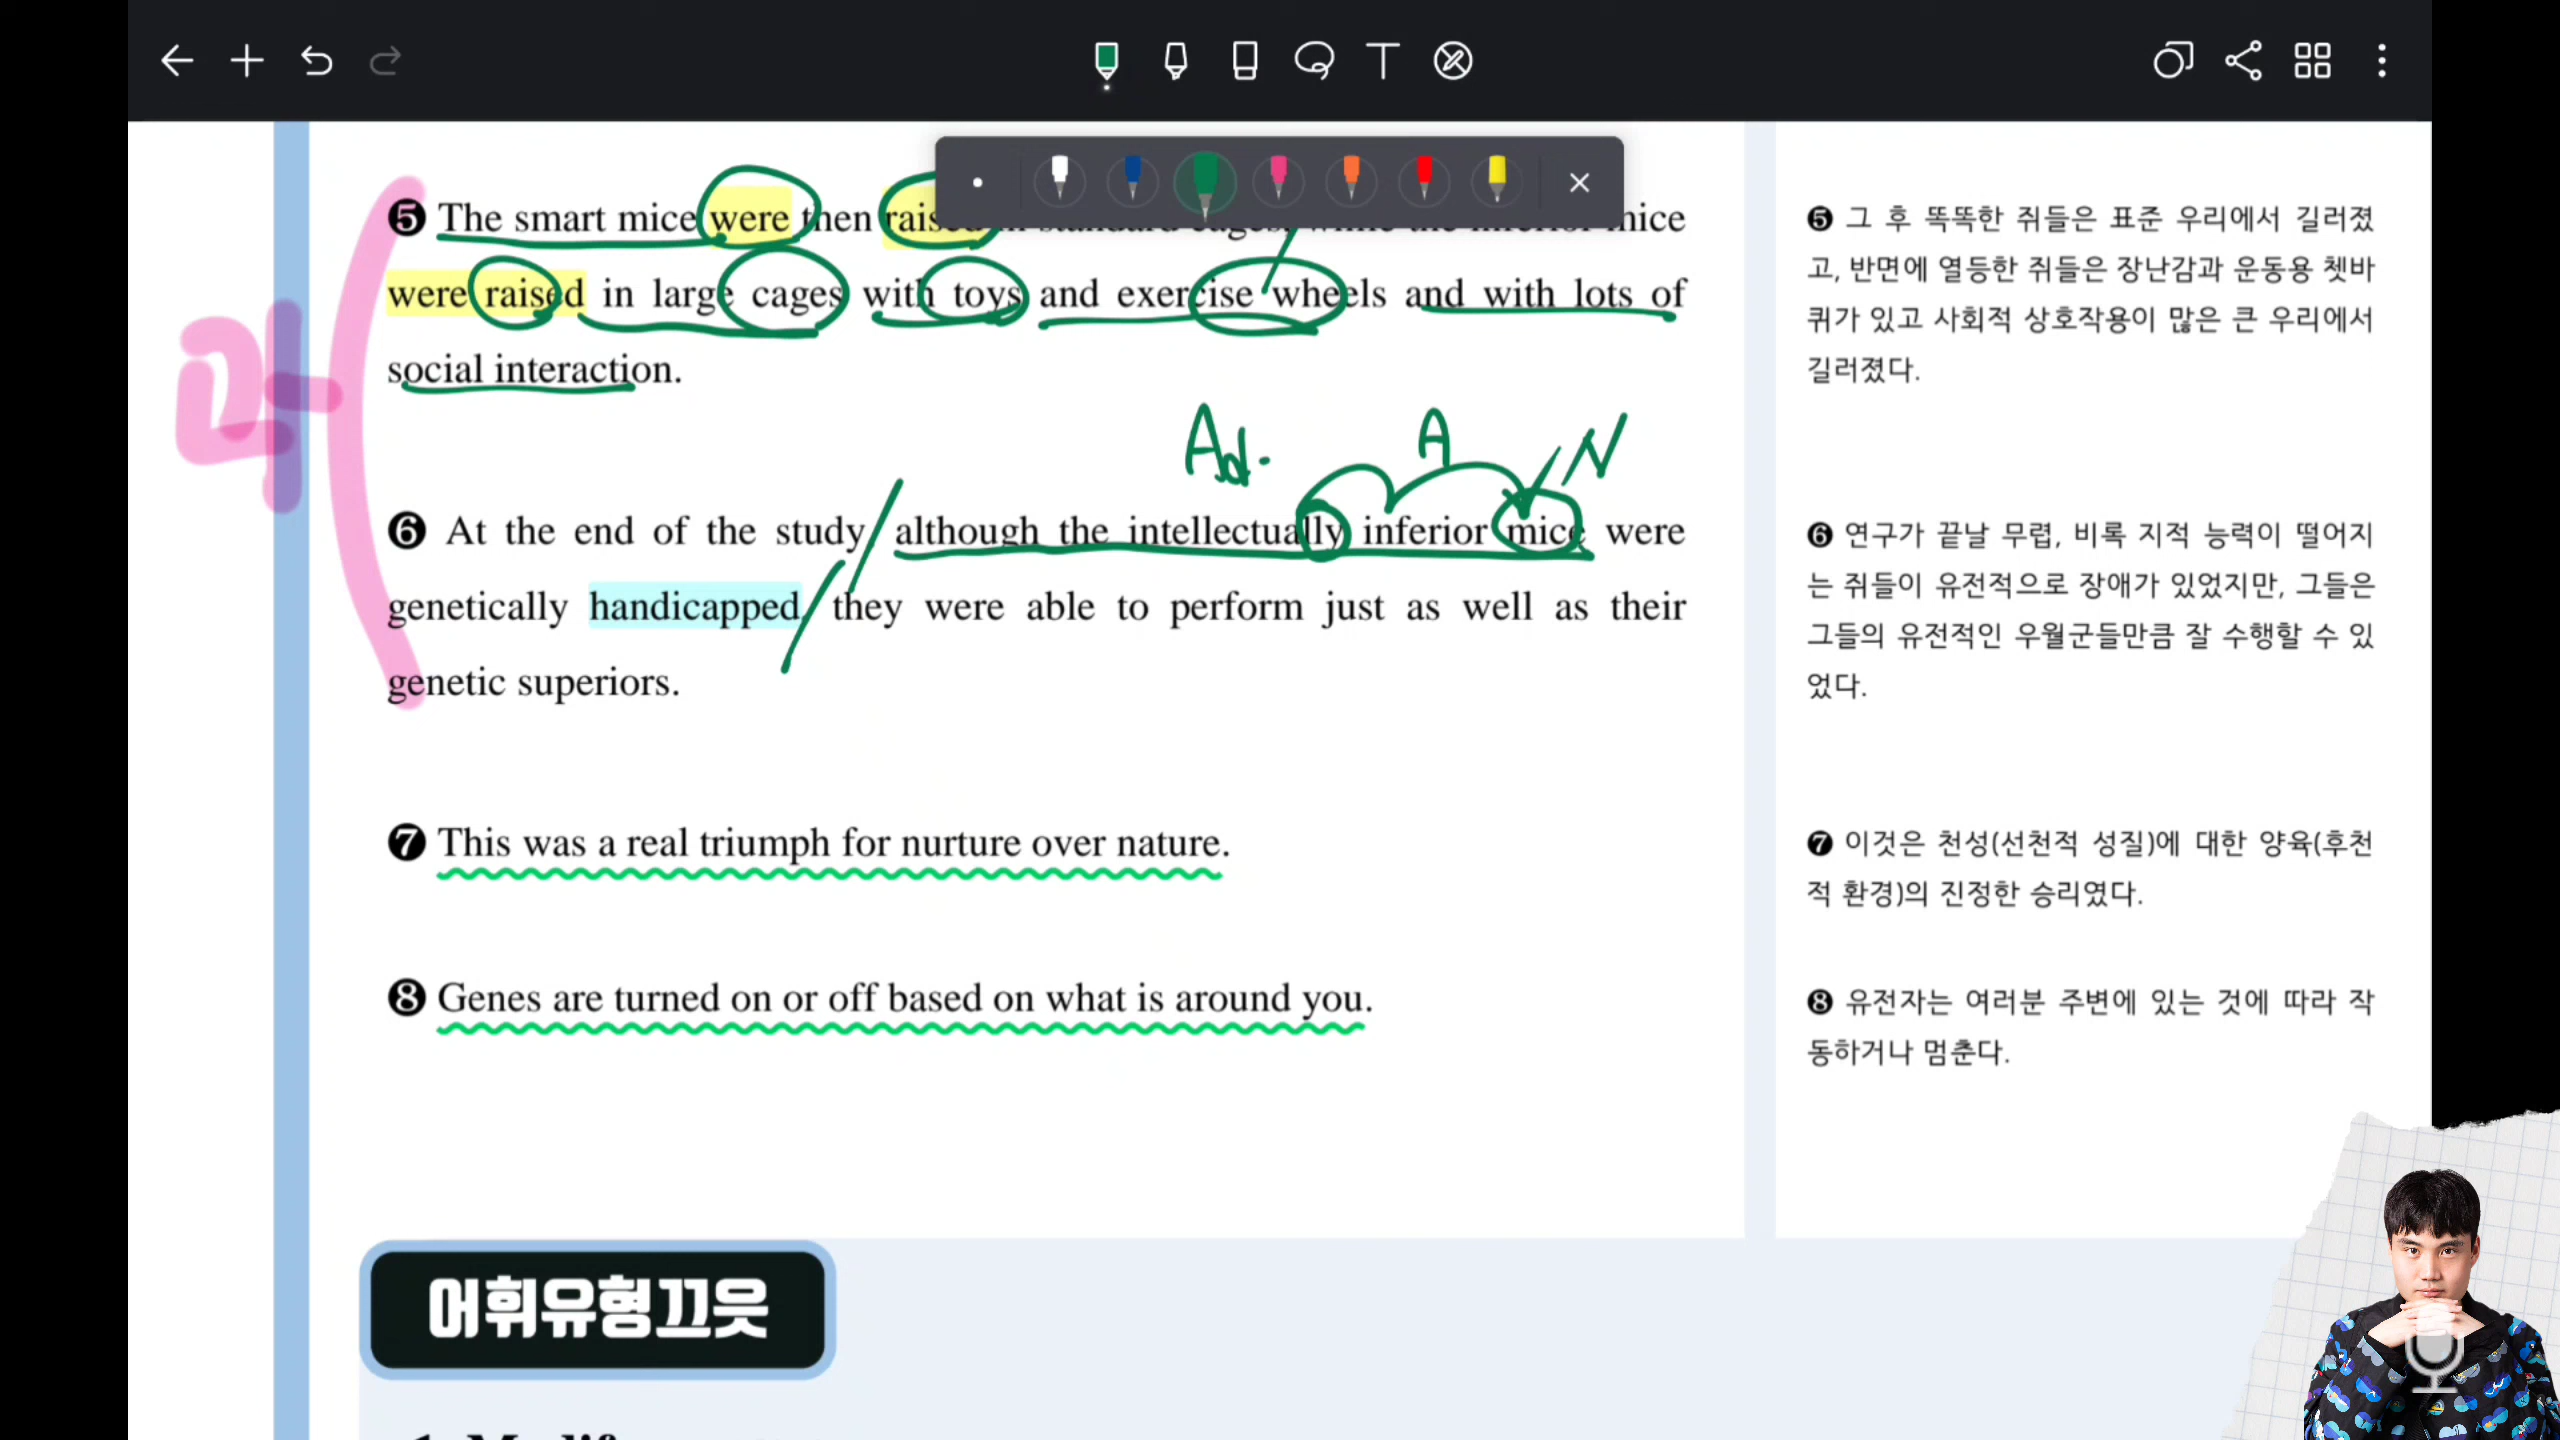 ❺ The smart mice were then raised in standard cages, while the inferior mice
were raised in large cages with toys and exercise wheels and with lots of
social interaction.
Ad. A N
❻ At the end of the study, although the intellectually inferior mice were
genetically handicapped, they were able to perform just as well as their
genetic superiors.
❼ This was a real triumph for nurture over nature.
❽ Genes are turned on or off based on what is around you.
❺ 그 후 똑똑한 쥐들은 표준 우리에서 길러졌
고, 반면에 열등한 쥐들은 장난감과 운동용 쳇바
퀴가 있고 사회적 상호작용이 많은 큰 우리에서
길러졌다.
❻ 연구가 끝날 무렵, 비록 지적 능력이 떨어지
는 쥐들이 유전적으로 장애가 있었지만, 그들은
그들의 유전적인 우월군들만큼 잘 수행할 수 있
었다.
❼ 이것은 천성(선천적 성질)에 대한 양육(후천
적 환경)의 진정한 승리였다.
❽ 유전자는 여러분 주변에 있는 것에 따라 작
동하거나 멈춘다.
어휘유형끄읏